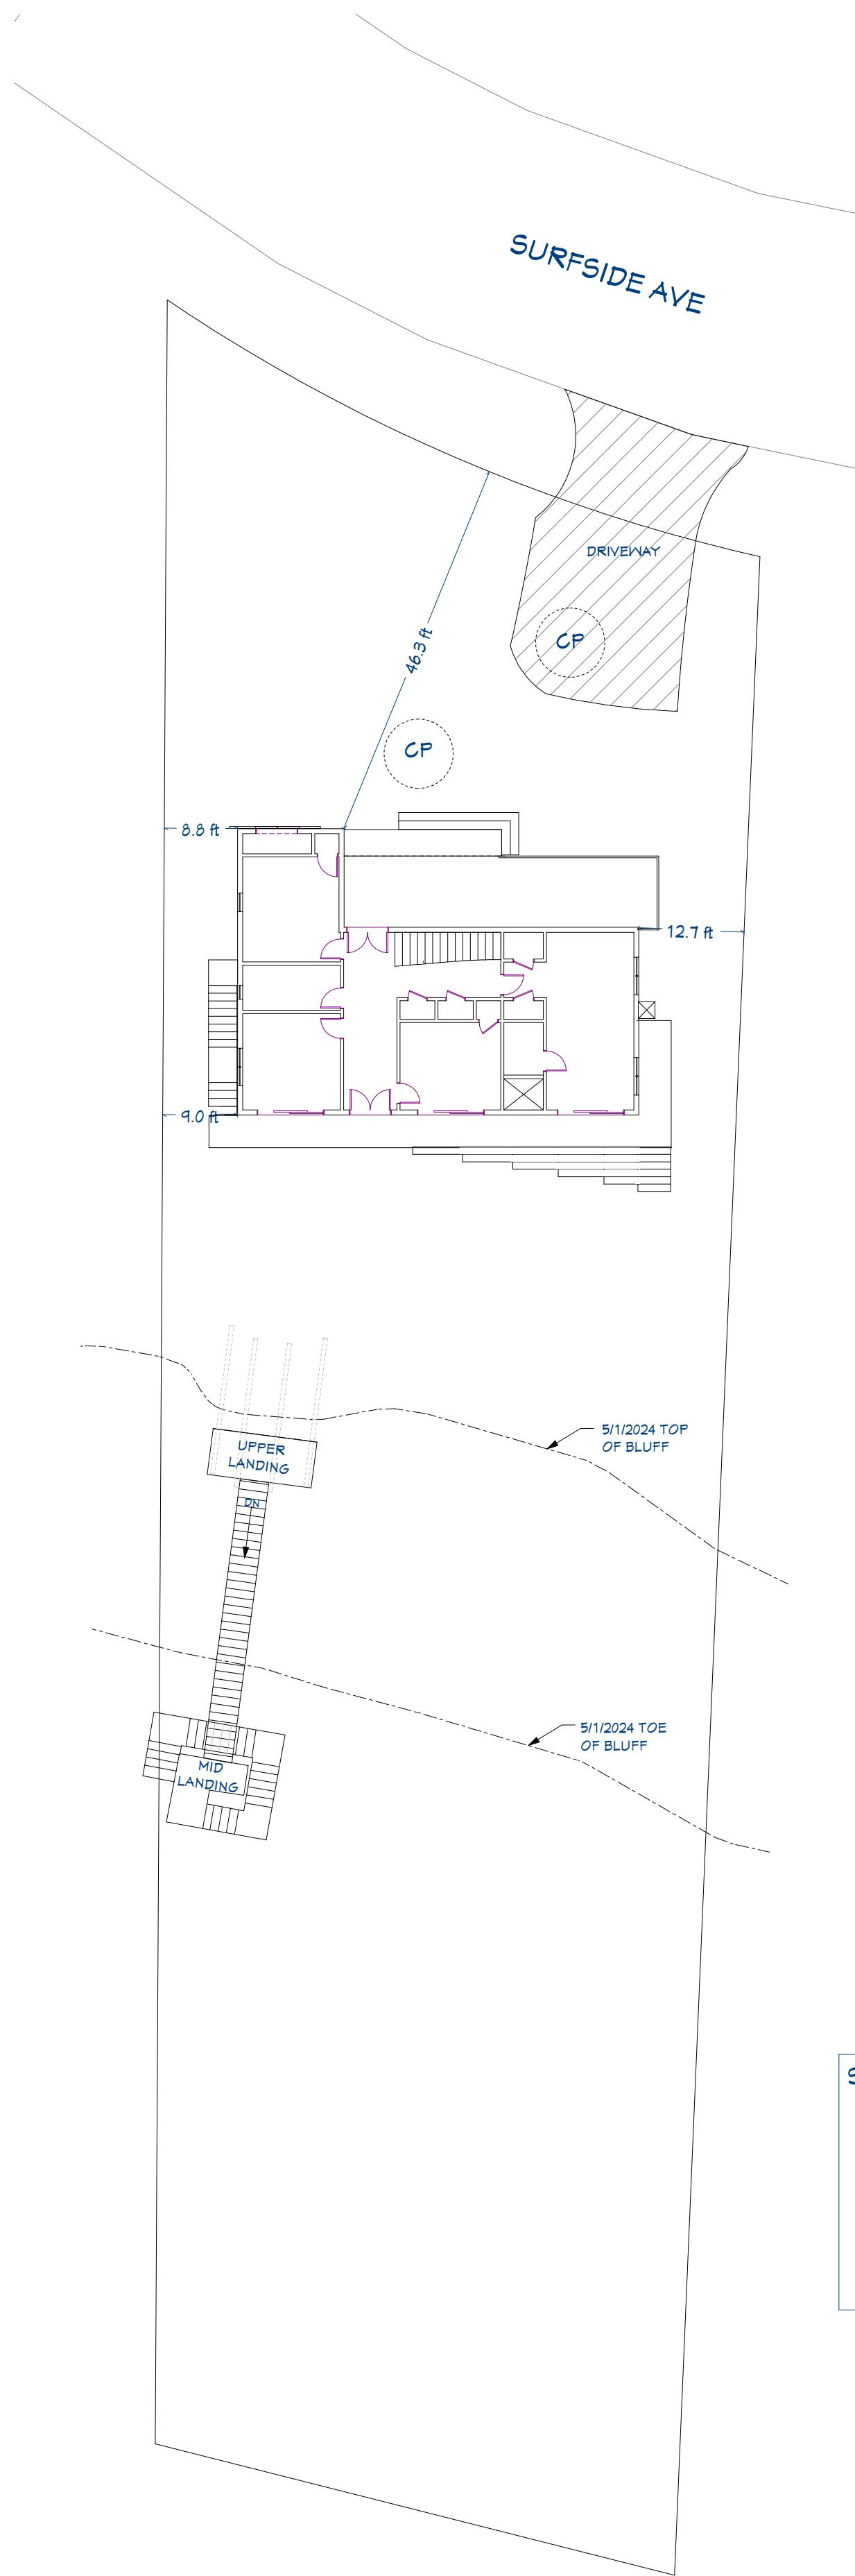 SURFSIDE AVE
DRIVEWAY
CP
46.3 ft
CP
8.8 ft
12.7 ft
9.0 ft
5/1/2024 TOP
OF BLUFF
UPPER
LANDING
DN
5/1/2024 TOE
OF BLUFF
MID
LANDING
S